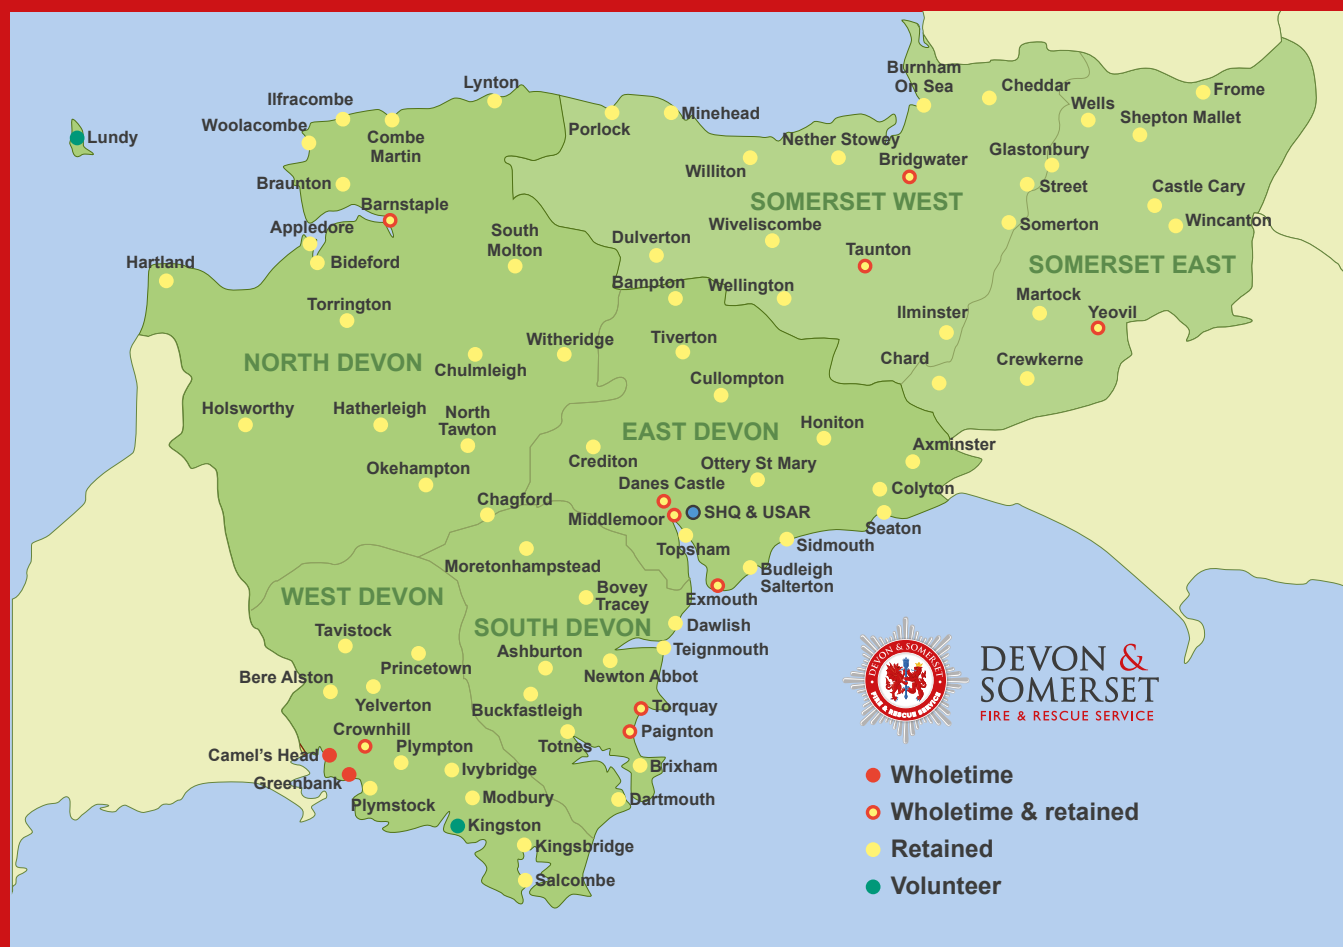 Burnham
On Sea
Lynton
Cheddar
Frome
Ilfracombe
Wells
Woolacombe
Porlock
Minehead
Shepton Mallet
Lundy
Combe
Martin
Nether Stowey
Bridgwater
Glastonbury
Williton
Braunton
Street
Castle Cary
Barnstaple
SOMERSET WEST
Appledore
South
Molton
Dulverton
Wiveliscombe
Somerton
Wincanton
Taunton
Hartland
Bideford
SOMERSET EAST
Bampton
Wellington
Martock
Torrington
Ilminster
Yeovil
Witheridge
Tiverton
NORTH DEVON
Chulmleigh
Chard
Crewkerne
Cullompton
Holsworthy
Hatherleigh
North
Tawton
EAST DEVON
Honiton
Axminster
Okehampton
Crediton
Ottery St Mary
Danes Castle
Colyton
Chagford
Middlemoor
SHQ & USAR
Seaton
Topsham
Sidmouth
Moretonhampstead
Budleigh
Salterton
Bovey
Tracey
Exmouth
WEST DEVON
SOUTH DEVON
Dawlish
Tavistock
Ashburton
Teignmouth
Princetown
Newton Abbot
Bere Alston
Yelverton
Buckfastleigh
Torquay
Crownhill
Paignton
Camel's Head
Plympton
Totnes
Greenbank
Ivybridge
Brixham
Plymstock
Modbury
Dartmouth
Kingston
Kingsbridge
Salcombe
DEVON & SOMERSET
FIRE & RESCUE SERVICE
DEVON &
SOMERSET
FIRE & RESCUE SERVICE
Wholetime
Wholetime & retained
Retained
Volunteer